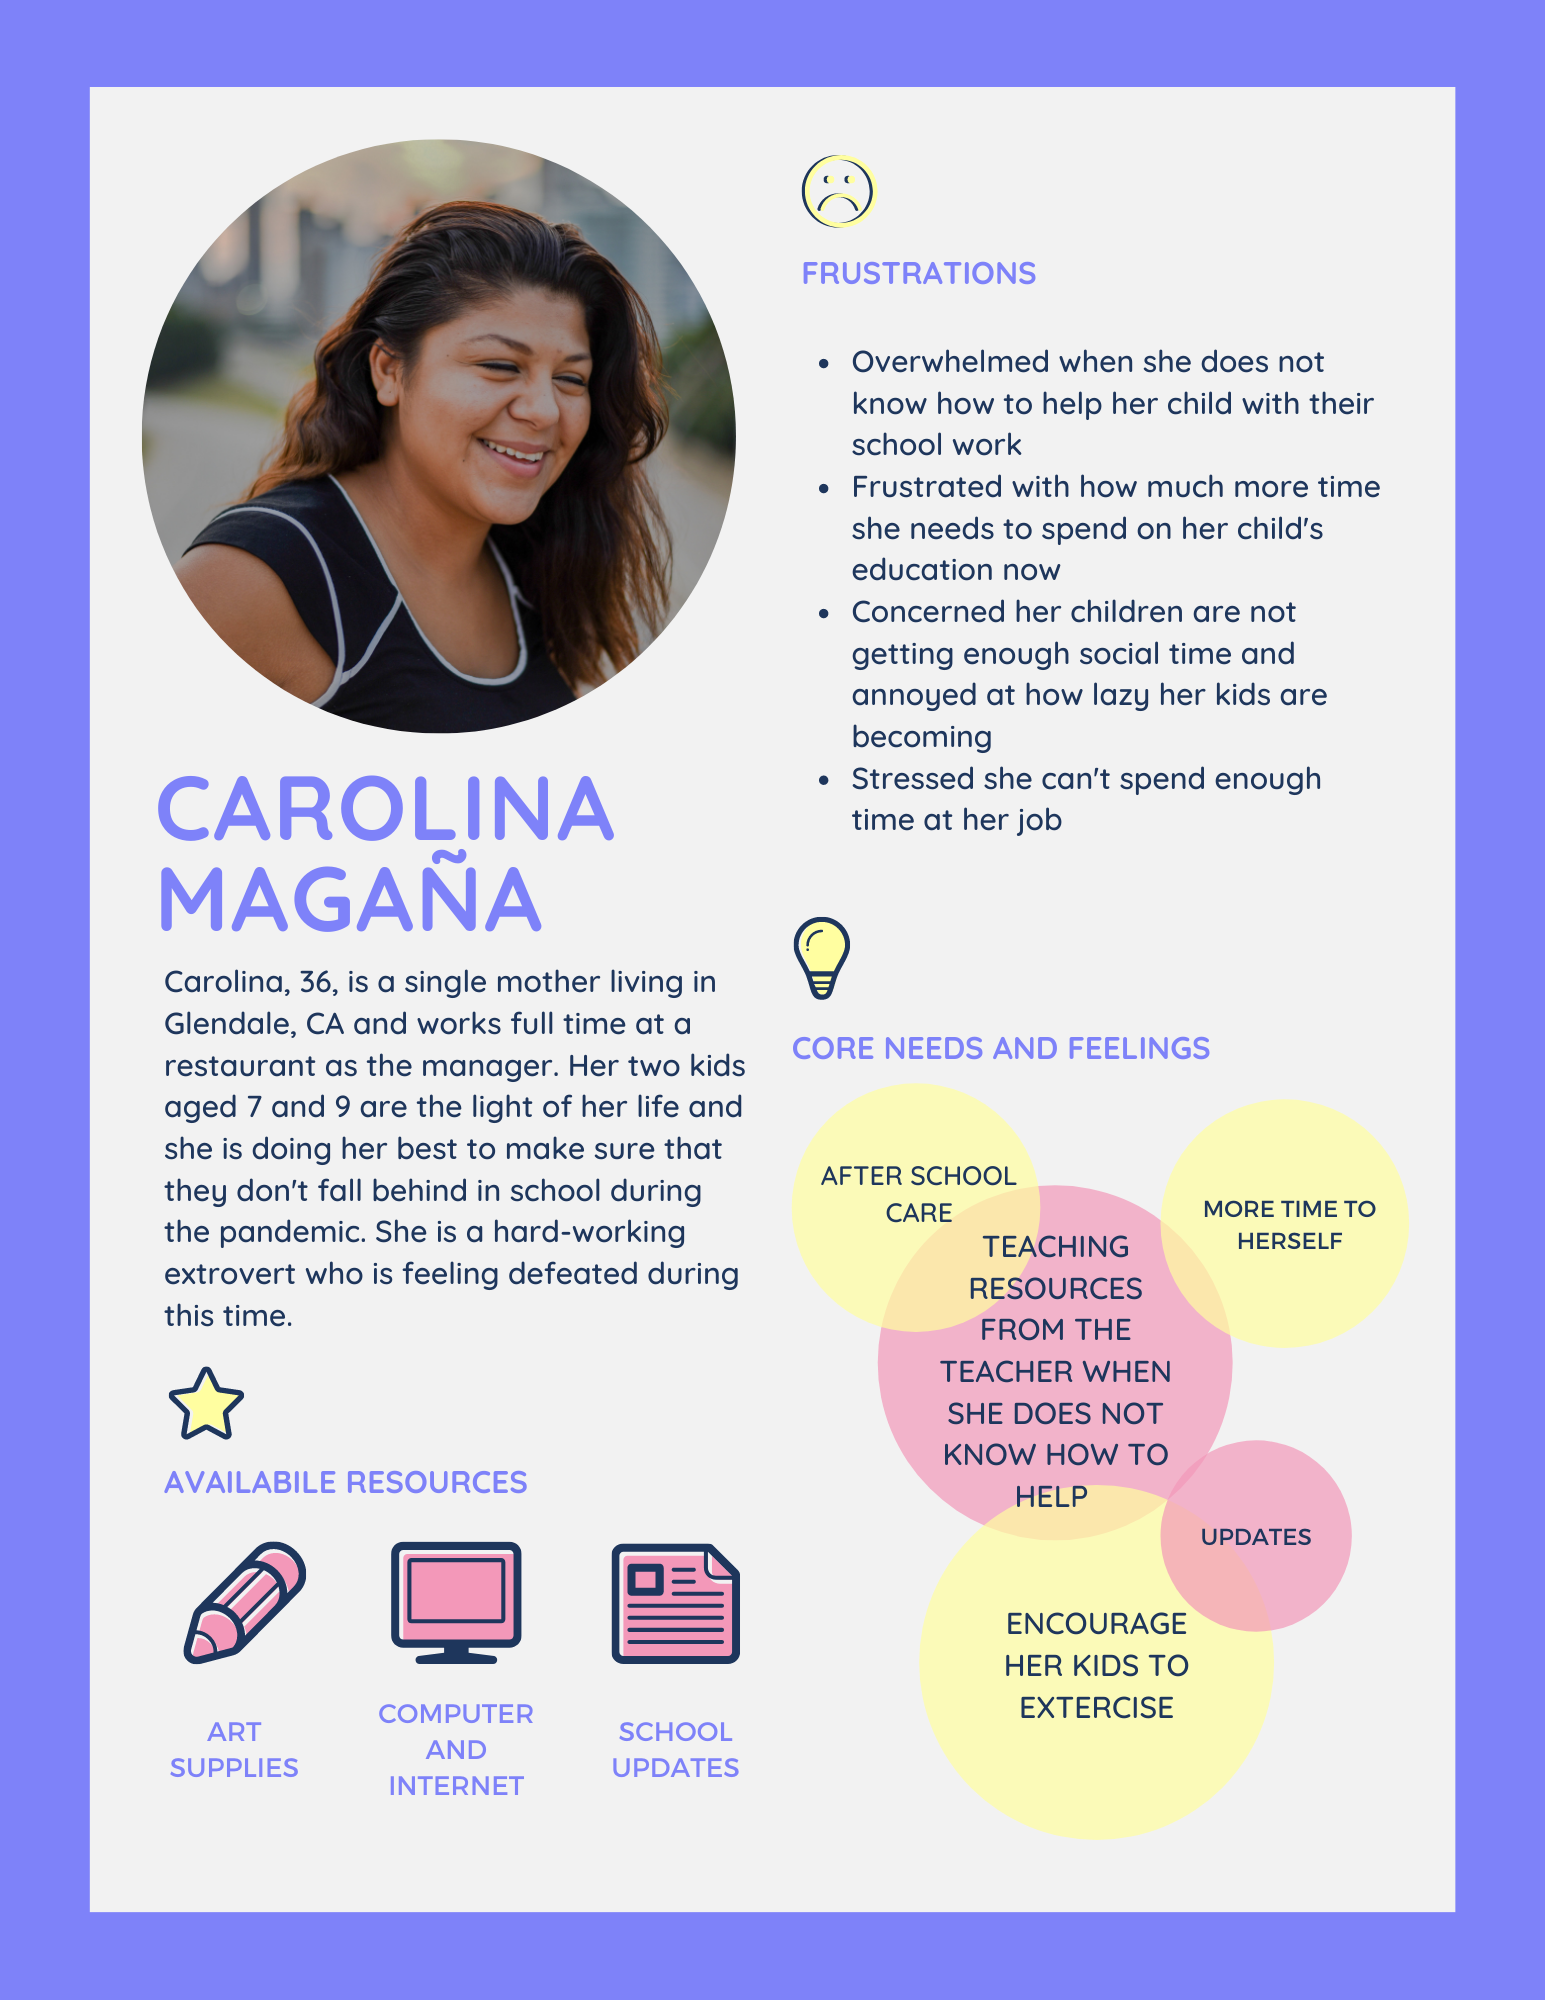 CAROLINA
MAGAÑA
Carolina, 36, is a single mother living in
Glendale, CA and works full time at a
restaurant as the manager. Her two kids
aged 7 and 9 are the light of her life and
she is doing her best to make sure that
they don't fall behind in school during
the pandemic. She is a hard-working
extrovert who is feeling defeated during
this time.
AVAILABILE RESOURCES
ART
SUPPLIES
COMPUTER
AND
INTERNET
SCHOOL
UPDATES
FRUSTRATIONS
• Overwhelmed when she does not
know how to help her child with their
school work
• Frustrated with how much more time
she needs to spend on her child's
education now
• Concerned her children are not
getting enough social time and
annoyed at how lazy her kids are
becoming
• Stressed she can't spend enough
time at her job
CORE NEEDS AND FEELINGS
AFTER SCHOOL
CARE
MORE TIME TO
HERSELF
TEACHING
RESOURCES
FROM THE
TEACHER WHEN
SHE DOES NOT
KNOW HOW TO
HELP
UPDATES
ENCOURAGE
HER KIDS TO
EXTERCISE